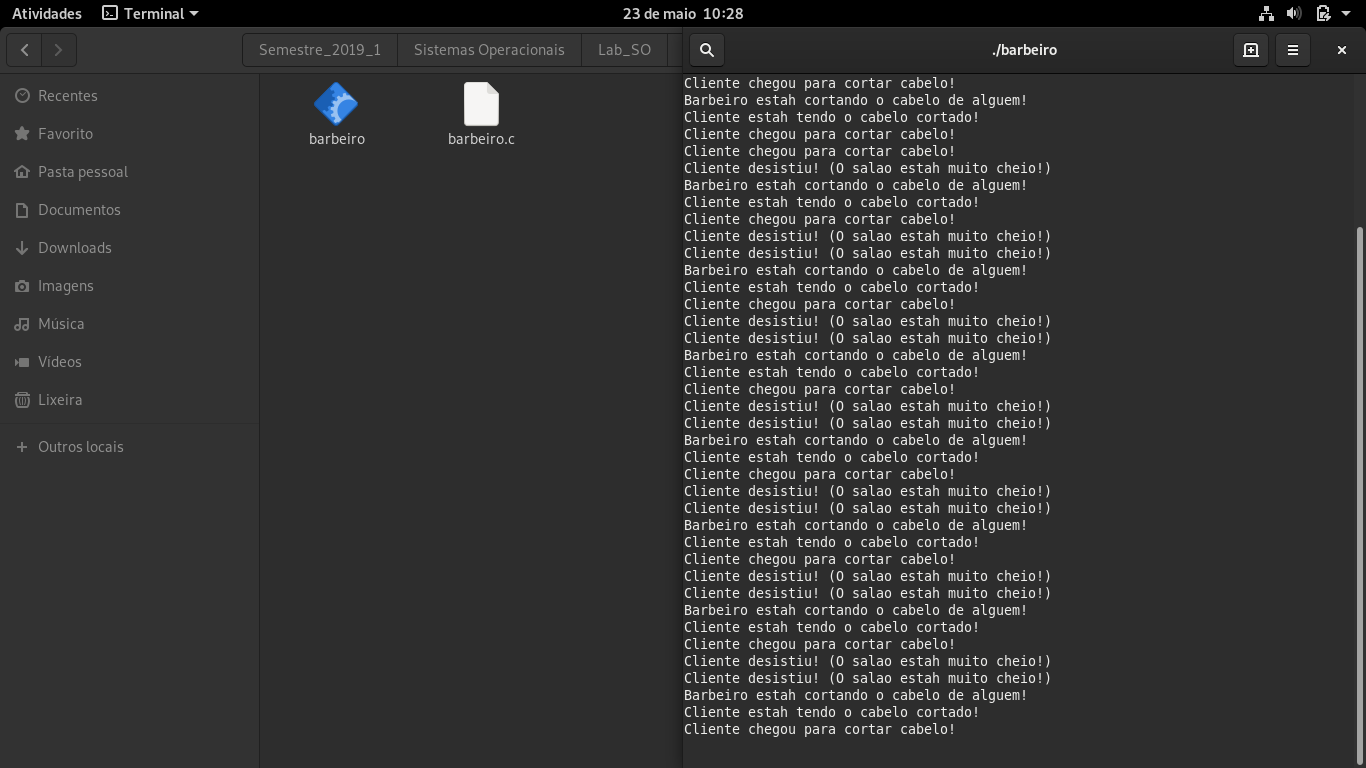 Atividades
Terminal
23 de maio 10:28
Semestre_2019_1
Sistemas Operacionais
Lab_SO
Recentes
Favorito
Pasta pessoal
Documentos
Downloads
Imagens
Música
Vídeos
Lixeira
Outros locais
barbeiro
barbeiro.c
./barbeiro
Cliente chegou para cortar cabelo!
Barbeiro estah cortando o cabelo de alguem!
Cliente estah tendo o cabelo cortado!
Cliente chegou para cortar cabelo!
Cliente chegou para cortar cabelo!
Cliente desistiu! (O salao estah muito cheio!)
Barbeiro estah cortando o cabelo de alguem!
Cliente estah tendo o cabelo cortado!
Cliente chegou para cortar cabelo!
Cliente desistiu! (O salao estah muito cheio!)
Cliente desistiu! (O salao estah muito cheio!)
Barbeiro estah cortando o cabelo de alguem!
Cliente estah tendo o cabelo cortado!
Cliente chegou para cortar cabelo!
Cliente desistiu! (O salao estah muito cheio!)
Cliente desistiu! (O salao estah muito cheio!)
Barbeiro estah cortando o cabelo de alguem!
Cliente estah tendo o cabelo cortado!
Cliente chegou para cortar cabelo!
Cliente desistiu! (O salao estah muito cheio!)
Cliente desistiu! (O salao estah muito cheio!)
Barbeiro estah cortando o cabelo de alguem!
Cliente estah tendo o cabelo cortado!
Cliente chegou para cortar cabelo!
Cliente desistiu! (O salao estah muito cheio!)
Cliente desistiu! (O salao estah muito cheio!)
Barbeiro estah cortando o cabelo de alguem!
Cliente estah tendo o cabelo cortado!
Cliente chegou para cortar cabelo!
Cliente desistiu! (O salao estah muito cheio!)
Cliente desistiu! (O salao estah muito cheio!)
Barbeiro estah cortando o cabelo de alguem!
Cliente estah tendo o cabelo cortado!
Cliente chegou para cortar cabelo!
Cliente desistiu! (O salao estah muito cheio!)
Cliente desistiu! (O salao estah muito cheio!)
Barbeiro estah cortando o cabelo de alguem!
Cliente estah tendo o cabelo cortado!
Cliente chegou para cortar cabelo!